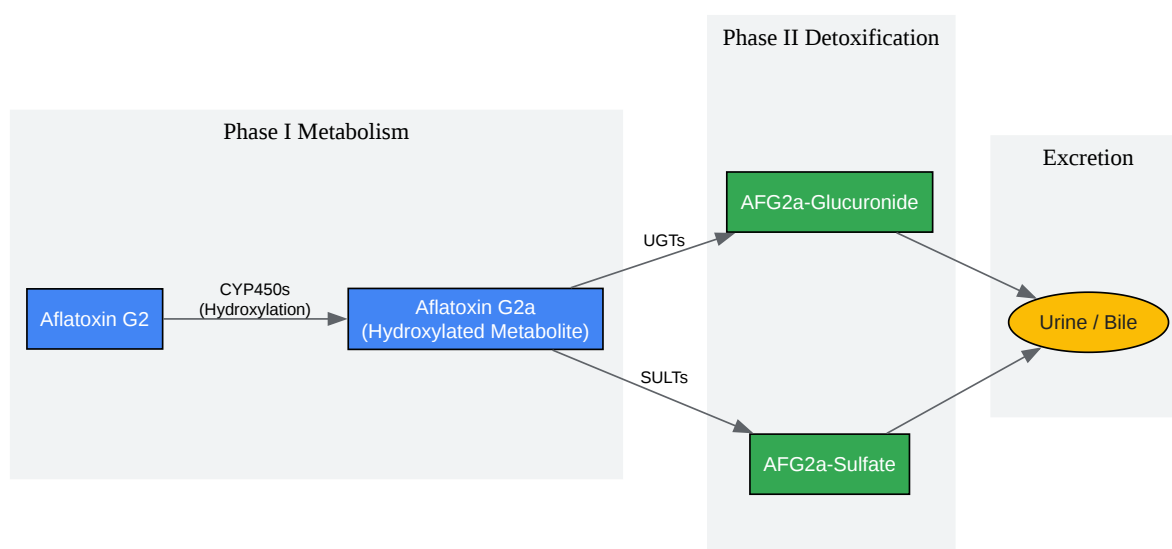 Phase I Metabolism
Aflatoxin G2
CYP450s
(Hydroxylation)
Aflatoxin G2a
(Hydroxylated Metabolite)
UGTs
SULTs
Phase II Detoxification
AFG2a-Glucuronide
AFG2a-Sulfate
Excretion
Urine / Bile